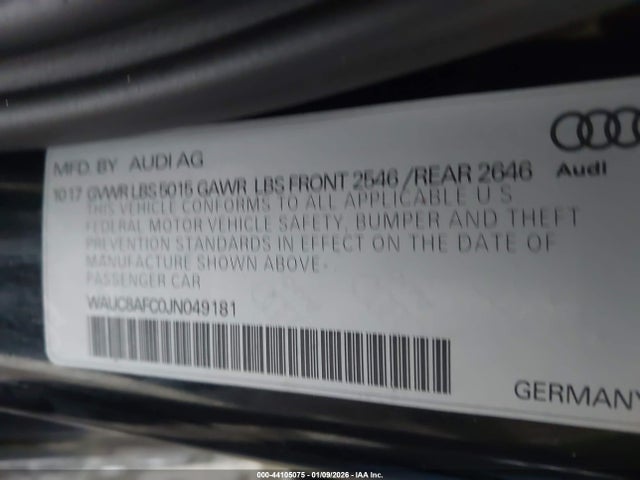 MFD. BY AUDI AG
Audi
10 17 GVWR LBS 5015 GAWR LBS FRONT 2546 /REAR 2646
THIS VEHICLE CONFORMS TO ALL APPLICABLE U S
FEDERAL MOTOR VEHICLE SAFETY, BUMPER AND THEFT
PREVENTION STANDARDS IN EFFECT ON THE DATE OF
MANUFACTURE SHOWN ABOVE-
PASSENGER CAR
WAUC8AFC0JN049181
GERMANY
000-44105075 - 01/09/2026 - IAA Inc.